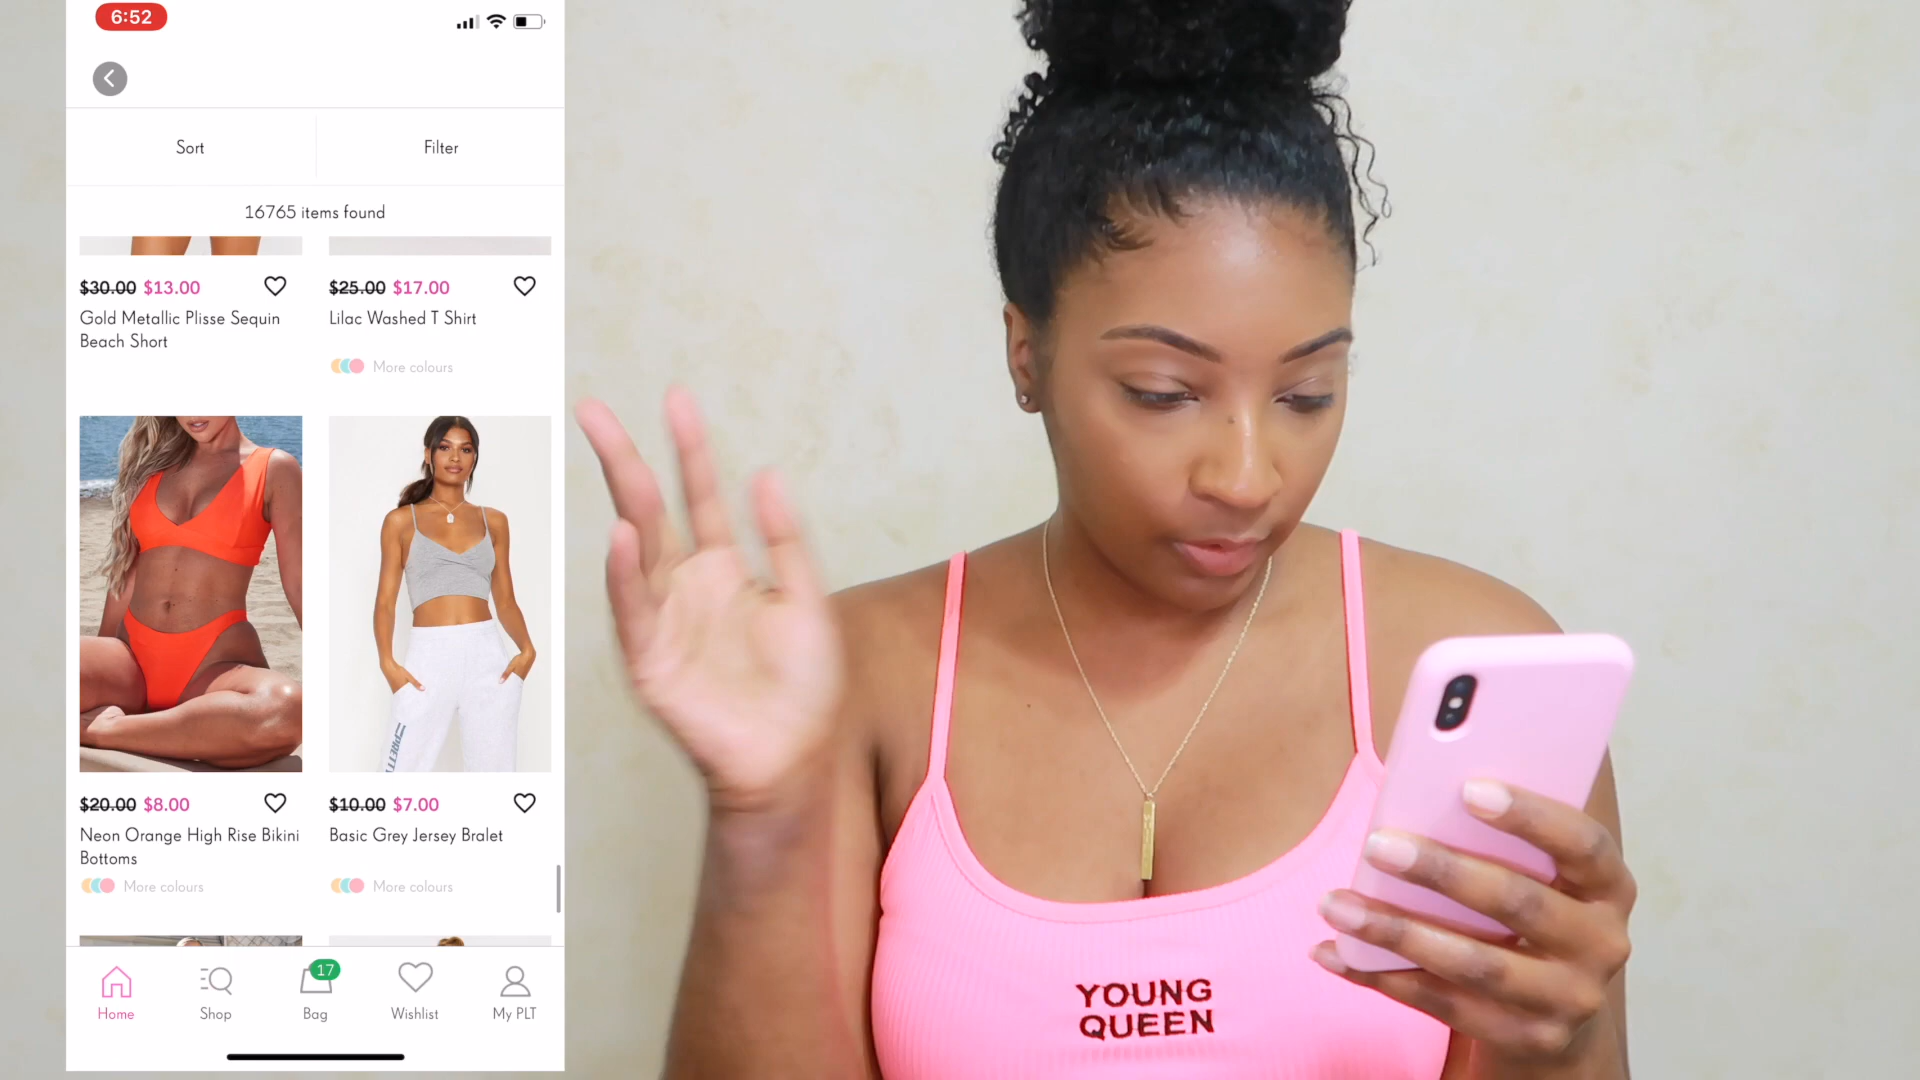 6:52
Sort
Filter
16765 items found
$30.00 $13.00
Gold Metallic Plisse Sequin
Beach Short
$25.00 $17.00
Lilac Washed T Shirt
More colours
$20.00 $8.00
Neon Orange High Rise Bikini
Bottoms
More colours
$10.00 $7.00
Basic Grey Jersey Bralet
More colours
Home
Shop
17
Bag
Wishlist
My PLT
YOUNG
QUEEN